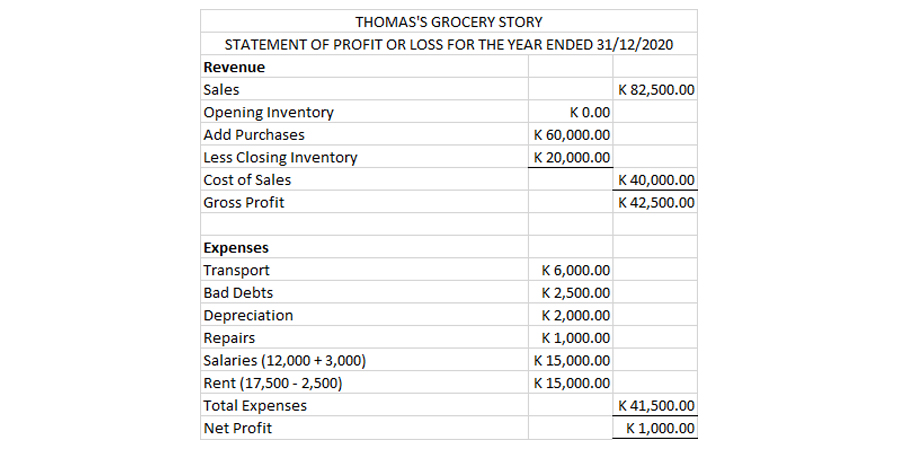 THOMAS'S GROCERY STORY
STATEMENT OF PROFIT OR LOSS FOR THE YEAR ENDED 31/12/2020
Revenue
Sales K 82,500.00
Opening Inventory K 0.00
Add Purchases K 60,000.00
Less Closing Inventory K 20,000.00
Cost of Sales K 40,000.00
Gross Profit K 42,500.00
Expenses
Transport K 6,000.00
Bad Debts K 2,500.00
Depreciation K 2,000.00
Repairs K 1,000.00
Salaries (12,000 + 3,000) K 15,000.00
Rent (17,500 - 2,500) K 15,000.00
Total Expenses K 41,500.00
Net Profit K 1,000.00